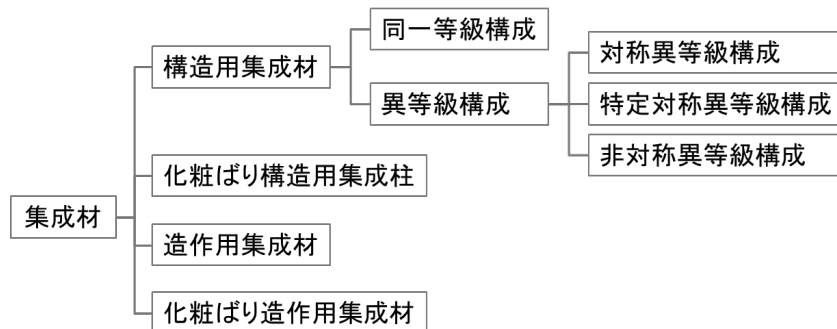 集成材
構造用集成材
同一等級構成
異等級構成
対称異等級構成
特定対称異等級構成
非対称異等級構成
化粧ばり構造用集成柱
造作用集成材
化粧ばり造作用集成材